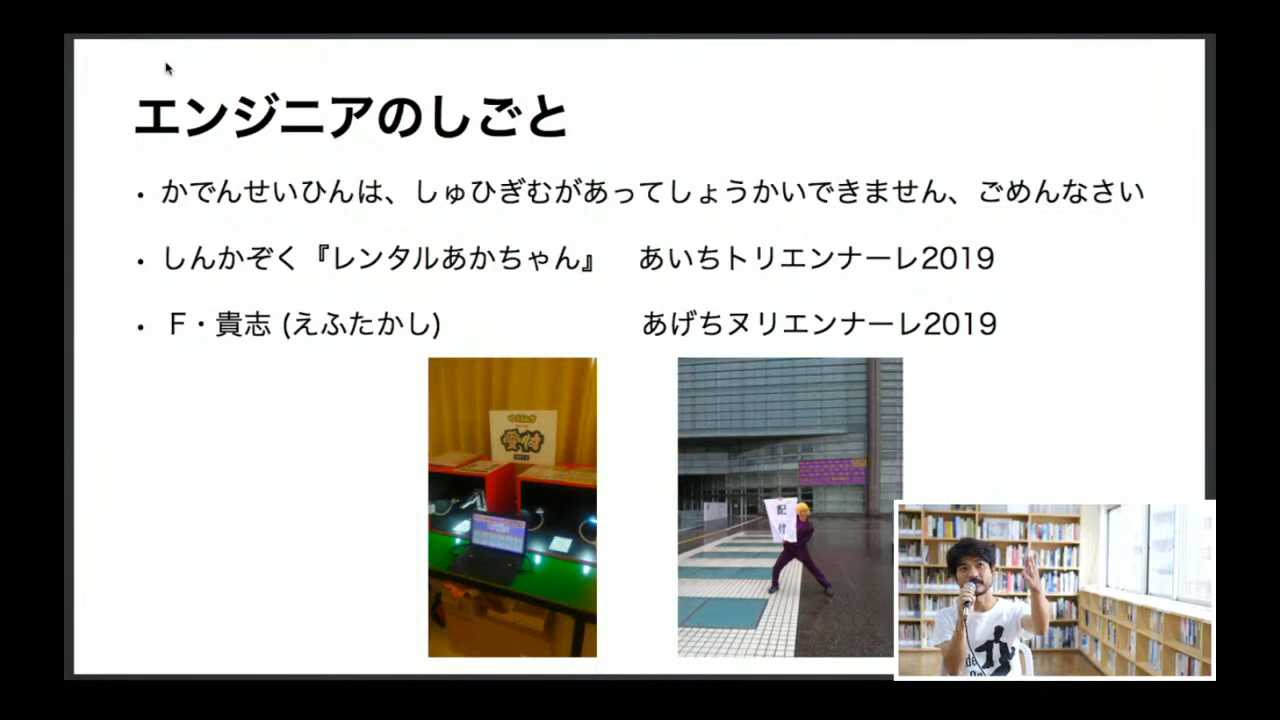 エンジニアのしごと
・かでんせいひんは、しゅひぎむがあってしょうかいできません、ごめんなさい
・しんかぞく『レンタルあかちゃん』 あいちトリエンナーレ2019
・F・貴志 (えふたかし) あげちヌリエンナーレ2019
受付
配
付